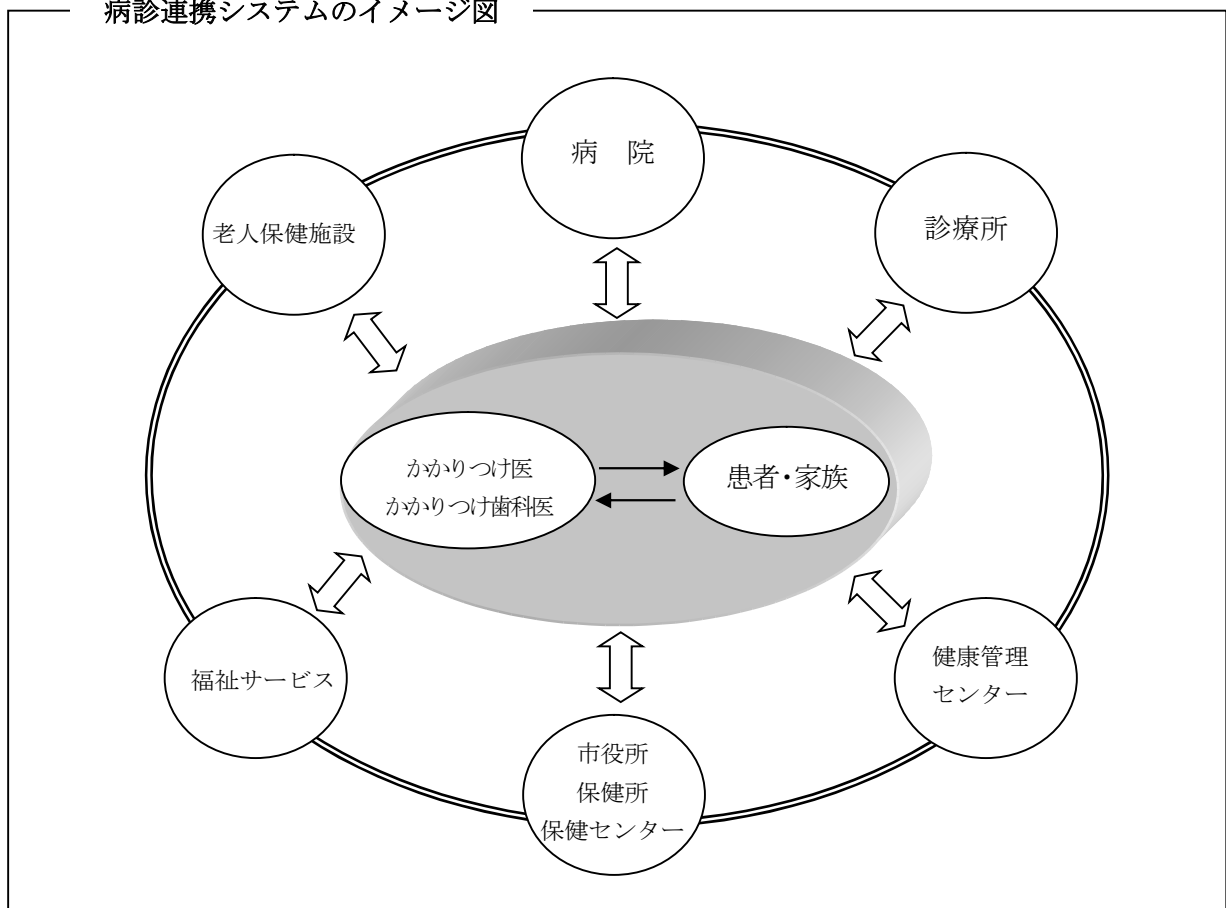 病診連携システムのイメージ図
病　院
老人保健施設
診療所
かかりつけ医
かかりつけ歯科医
患者・家族
福祉サービス
健康管理
センター
市役所
保健所
保健センター